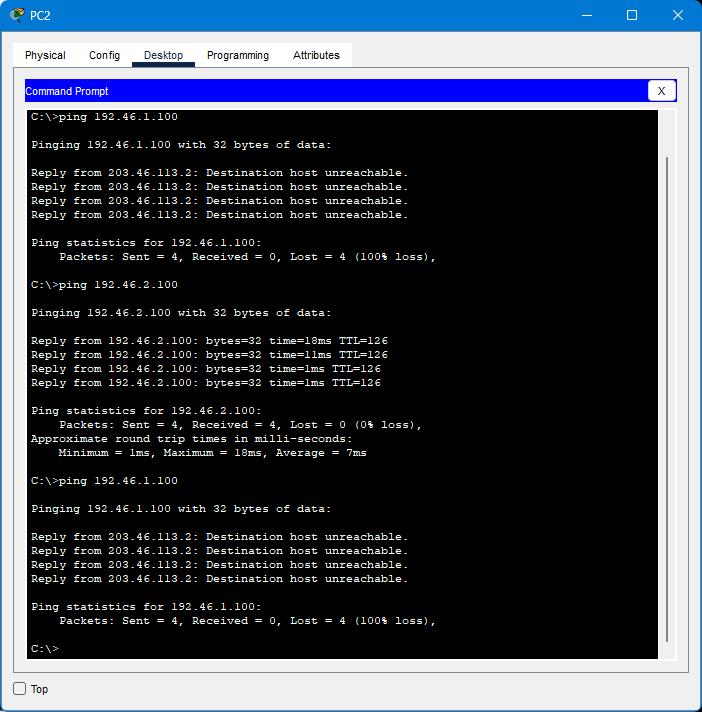 PC2
Physical Config Desktop Programming Attributes
Command Prompt
X
C:\>ping 192.46.1.100
Pinging 192.46.1.100 with 32 bytes of data:
Reply from 203.46.113.2: Destination host unreachable.
Reply from 203.46.113.2: Destination host unreachable.
Reply from 203.46.113.2: Destination host unreachable.
Reply from 203.46.113.2: Destination host unreachable.
Ping statistics for 192.46.1.100:
    Packets: Sent = 4, Received = 0, Lost = 4 (100% loss),
C:\>ping 192.46.2.100
Pinging 192.46.2.100 with 32 bytes of data:
Reply from 192.46.2.100: bytes=32 time=18ms TTL=126
Reply from 192.46.2.100: bytes=32 time=11ms TTL=126
Reply from 192.46.2.100: bytes=32 time=1ms TTL=126
Reply from 192.46.2.100: bytes=32 time=1ms TTL=126
Ping statistics for 192.46.2.100:
    Packets: Sent = 4, Received = 4, Lost = 0 (0% loss),
Approximate round trip times in milli-seconds:
    Minimum = 1ms, Maximum = 18ms, Average = 7ms
C:\>ping 192.46.1.100
Pinging 192.46.1.100 with 32 bytes of data:
Reply from 203.46.113.2: Destination host unreachable.
Reply from 203.46.113.2: Destination host unreachable.
Reply from 203.46.113.2: Destination host unreachable.
Reply from 203.46.113.2: Destination host unreachable.
Ping statistics for 192.46.1.100:
    Packets: Sent = 4, Received = 0, Lost = 4 (100% loss),
C:\>
Top